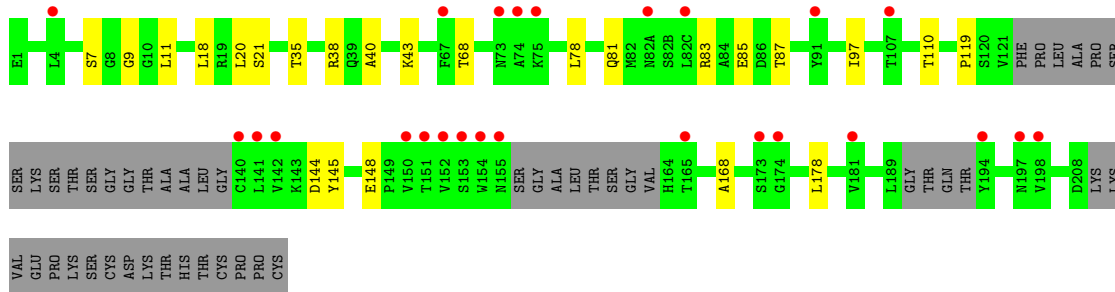 E1 L4 S7 G8 G9 G10 L11 L18 R19 L20 S21 T35 R38 Q39 A40 K43 F67 T68 N73 A74 K75 L78 Q81 M82 N82A S82B L82C R83 A84 E85 D86 T87 Y91 I97 T107 T110 P119 S120 V121 PHE PRO LEU ALA PRO SER
SER LYS SER THR SER GLY GLY THR ALA ALA LEU GLY C140 L141 V142 K143 D144 Y145 E148 P149 V150 T151 V152 S153 W154 N155 SER GLY ALA LEU THR SER GLY VAL H164 T165 A168 S173 G174 L178 V181 L189 GLY THR GLN THR Y194 N197 V198 D208 LYS LYS
VAL GLU PRO LYS SER CYS ASP LYS THR HIS THR CYS PRO PRO CYS